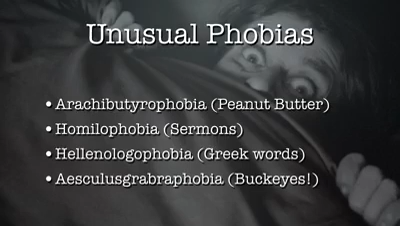 Unusual Phobias
• Arachibutyrophobia (Peanut Butter)
• Homilophobia (Sermons)
• Hellenologophobia (Greek words)
• Aesculusgrabraphobia (Buckeyes!)